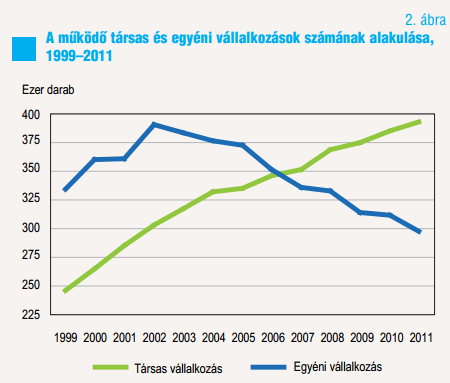 2. ábra
A működő társas és egyéni vállalkozások számának alakulása,
1999–2011
Ezer darab
400
375
350
325
300
275
250
225
1999 2000 2001 2002 2003 2004 2005 2006 2007 2008 2009 2010 2011
Társas vállalkozás Egyéni vállalkozás